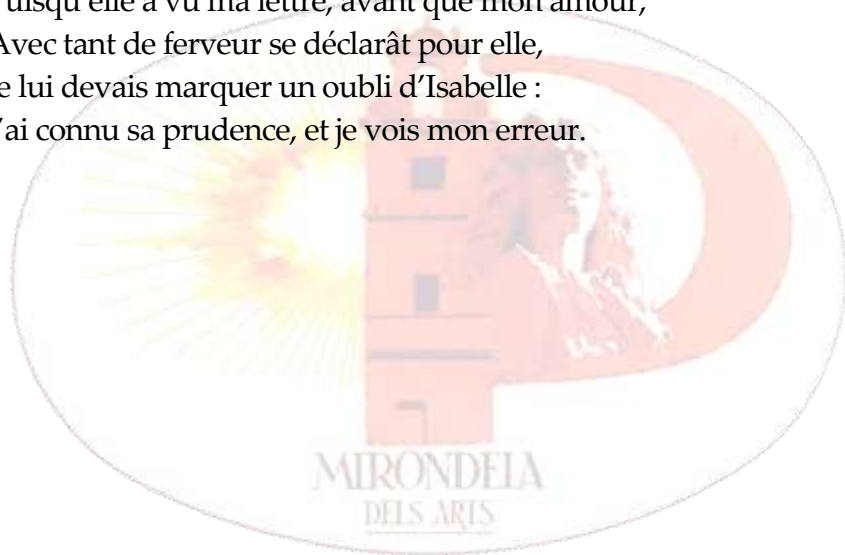 uisqu'elle a vu ma lettre, avant que mon amour,
Avec tant de ferveur se déclarât pour elle,
e lui devais marquer un oubli d'Isabelle :
'ai connu sa prudence, et je vois mon erreur.
MIRONDELA
DELS ARTS